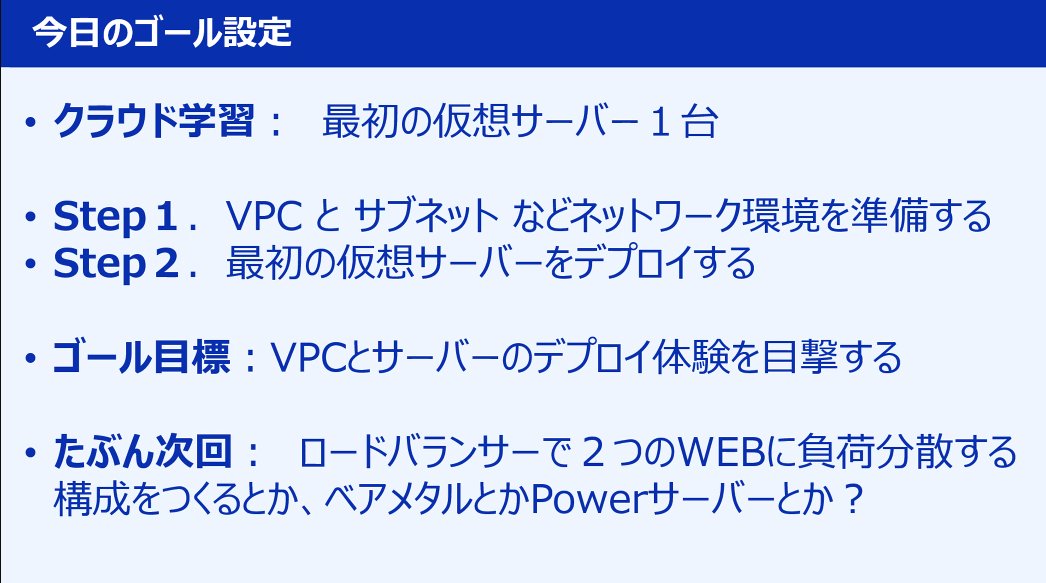 今日のゴール設定
• クラウド学習： 最初の仮想サーバー１台
• Step１. VPC と サブネット などネットワーク環境を準備する
• Step２. 最初の仮想サーバーをデプロイする
• ゴール目標：VPCとサーバーのデプロイ体験を目撃する
• たぶん次回： ロードバランサーで２つのWEBに負荷分散する
構成をつくるとか、ベアメタルとかPowerサーバーとか？